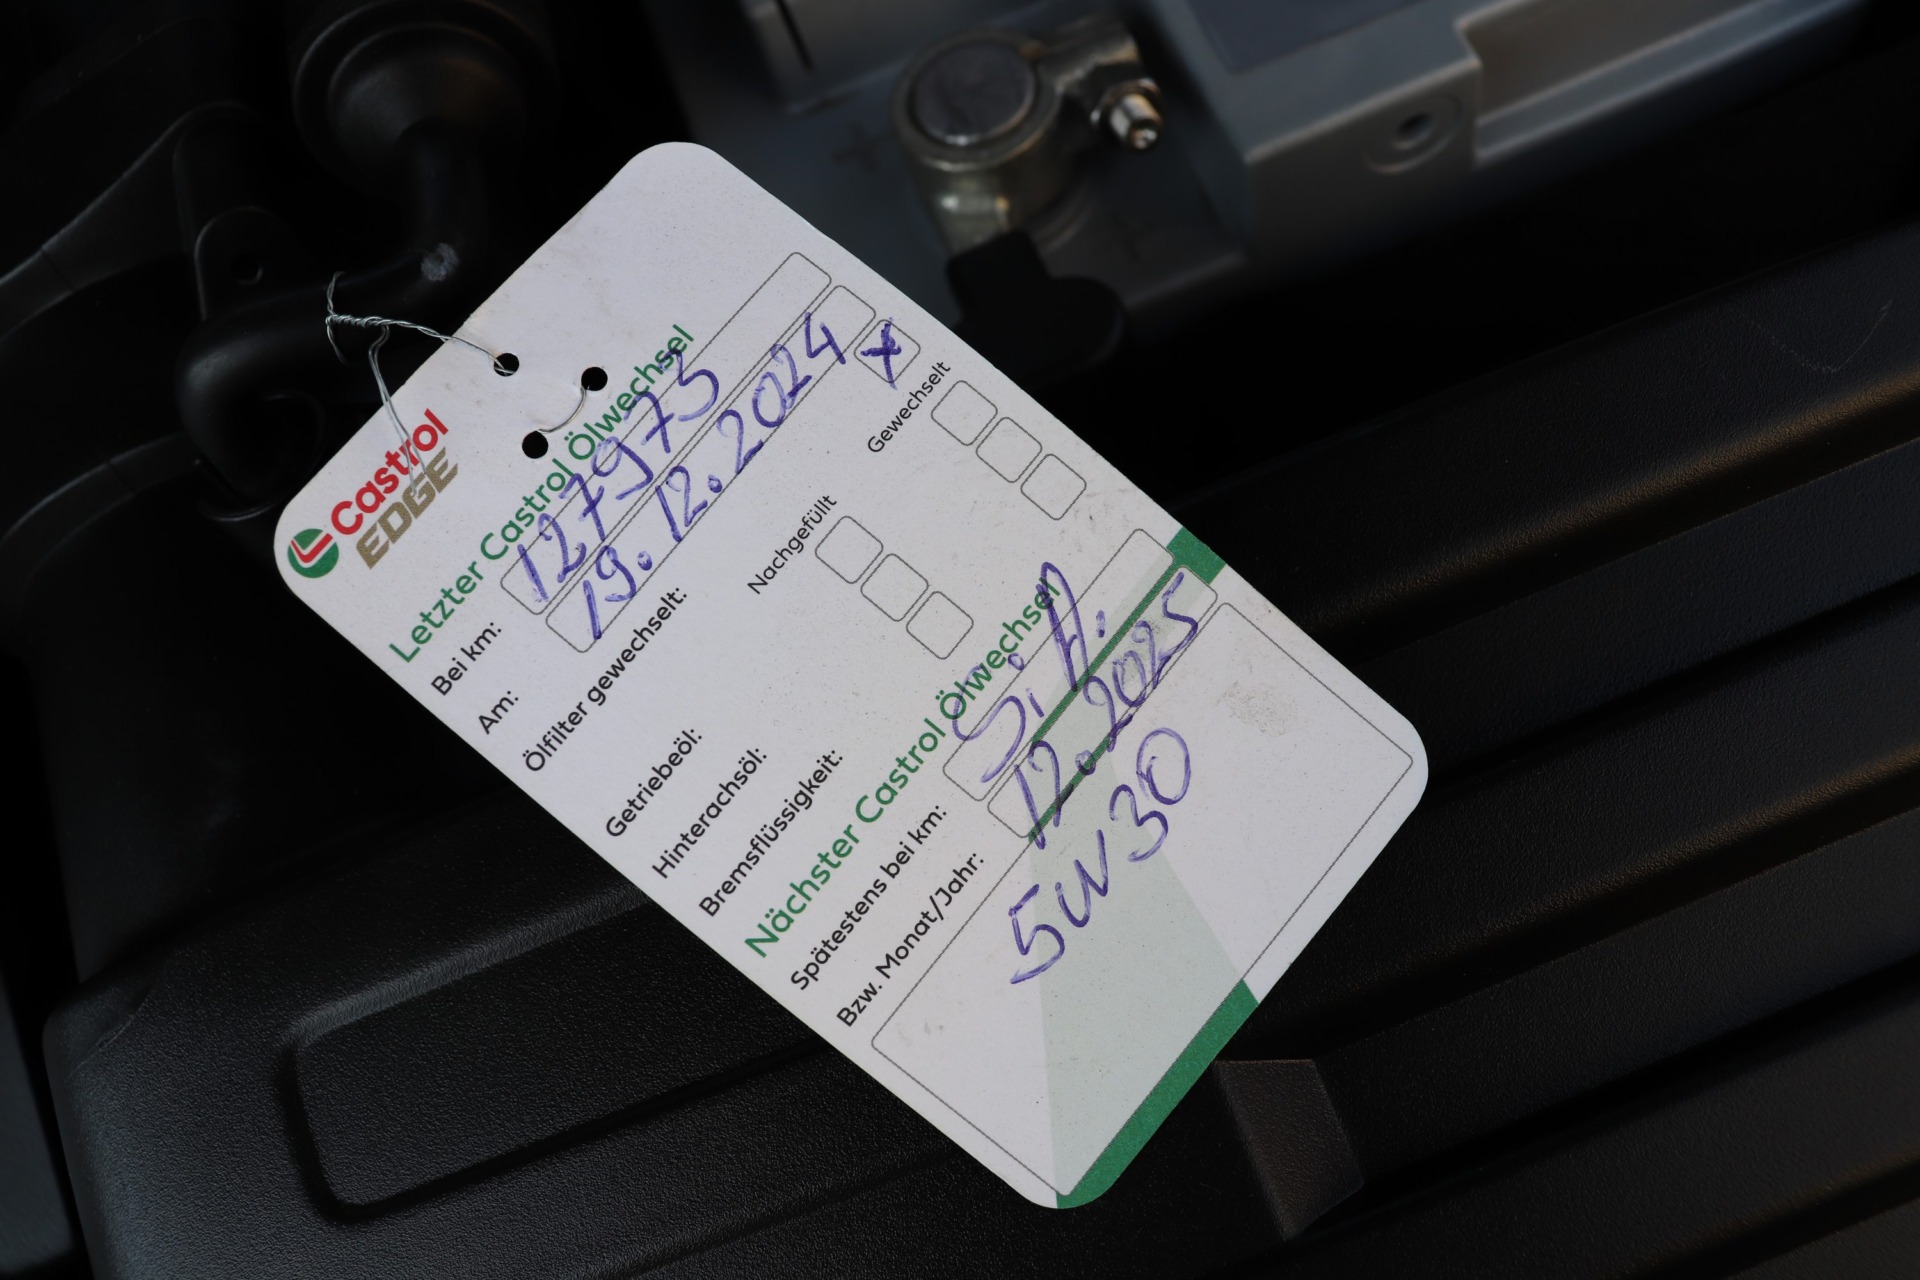 Castrol
EDGE
Letzter Castrol Ölwechsel
Bei km: 127973
Am: 19.12.2024
Ölfilter gewechselt: x
Nachgefüllt Gewechselt
Getriebeöl:
Hinterachsöl:
Bremsflüssigkeit:
Nächster Castrol Ölwechsel
Spätestens bei km: S.i.A.
Bzw. Monat/Jahr: 12.2025
5W30